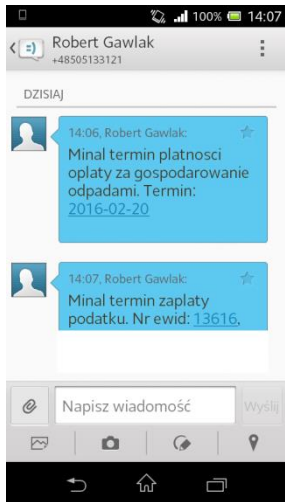 100% 14:07
Robert Gawlak
+48505133121
DZISIAJ
14:06, Robert Gawlak:
Minal termin platnosci
oplaty za gospodarowanie
odpadami. Termin:
2016-02-20
14:07, Robert Gawlak:
Minal termin zaplaty
podatku. Nr ewid: 13616,
Napisz wiadomość
Wyślij